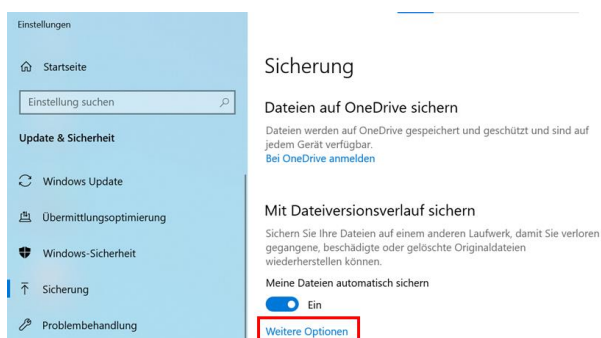 Einstellungen
Startseite
Einstellung suchen
Update & Sicherheit
Windows Update
Übermittlungsoptimierung
Windows-Sicherheit
Sicherung
Problembehandlung
Sicherung
Dateien auf OneDrive sichern
Dateien werden auf OneDrive gespeichert und geschützt und sind auf
jedem Gerät verfügbar.
Bei OneDrive anmelden
Mit Dateiversionsverlauf sichern
Sichern Sie Ihre Dateien auf einem anderen Laufwerk, damit Sie verloren
gegangene, beschädigte oder gelöschte Originaldateien
wiederherstellen können.
Meine Dateien automatisch sichern
Ein
Weitere Optionen